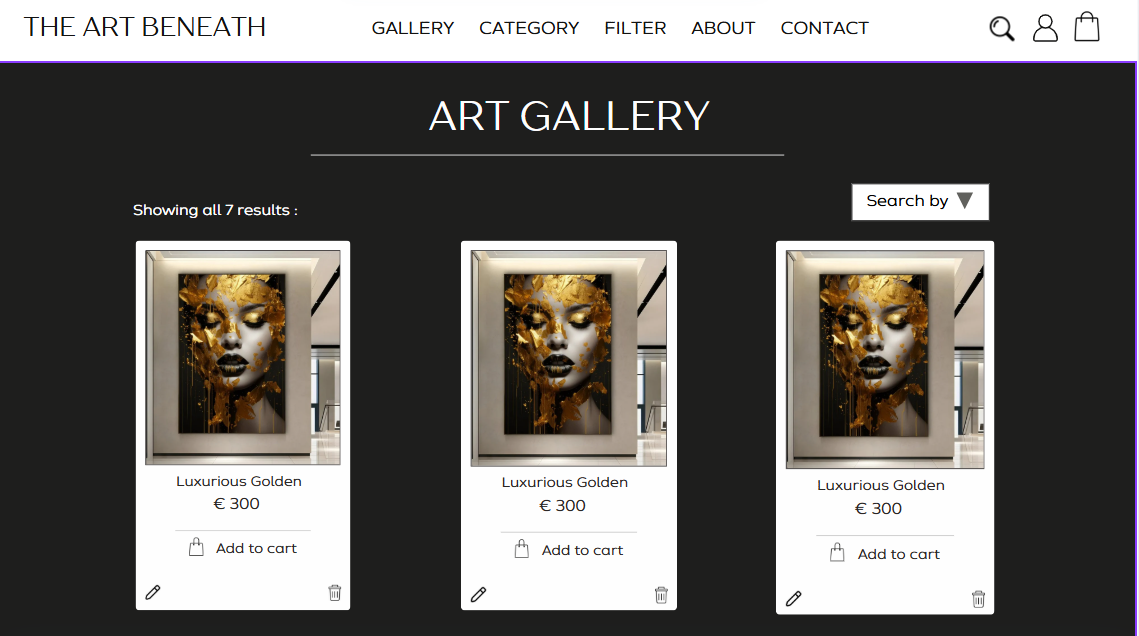 THE ART BENEATH
GALLERY CATEGORY FILTER ABOUT CONTACT
ART GALLERY
Showing all 7 results :
Search by
Luxurious Golden
€ 300
Add to cart
Luxurious Golden
€ 300
Add to cart
Luxurious Golden
€ 300
Add to cart